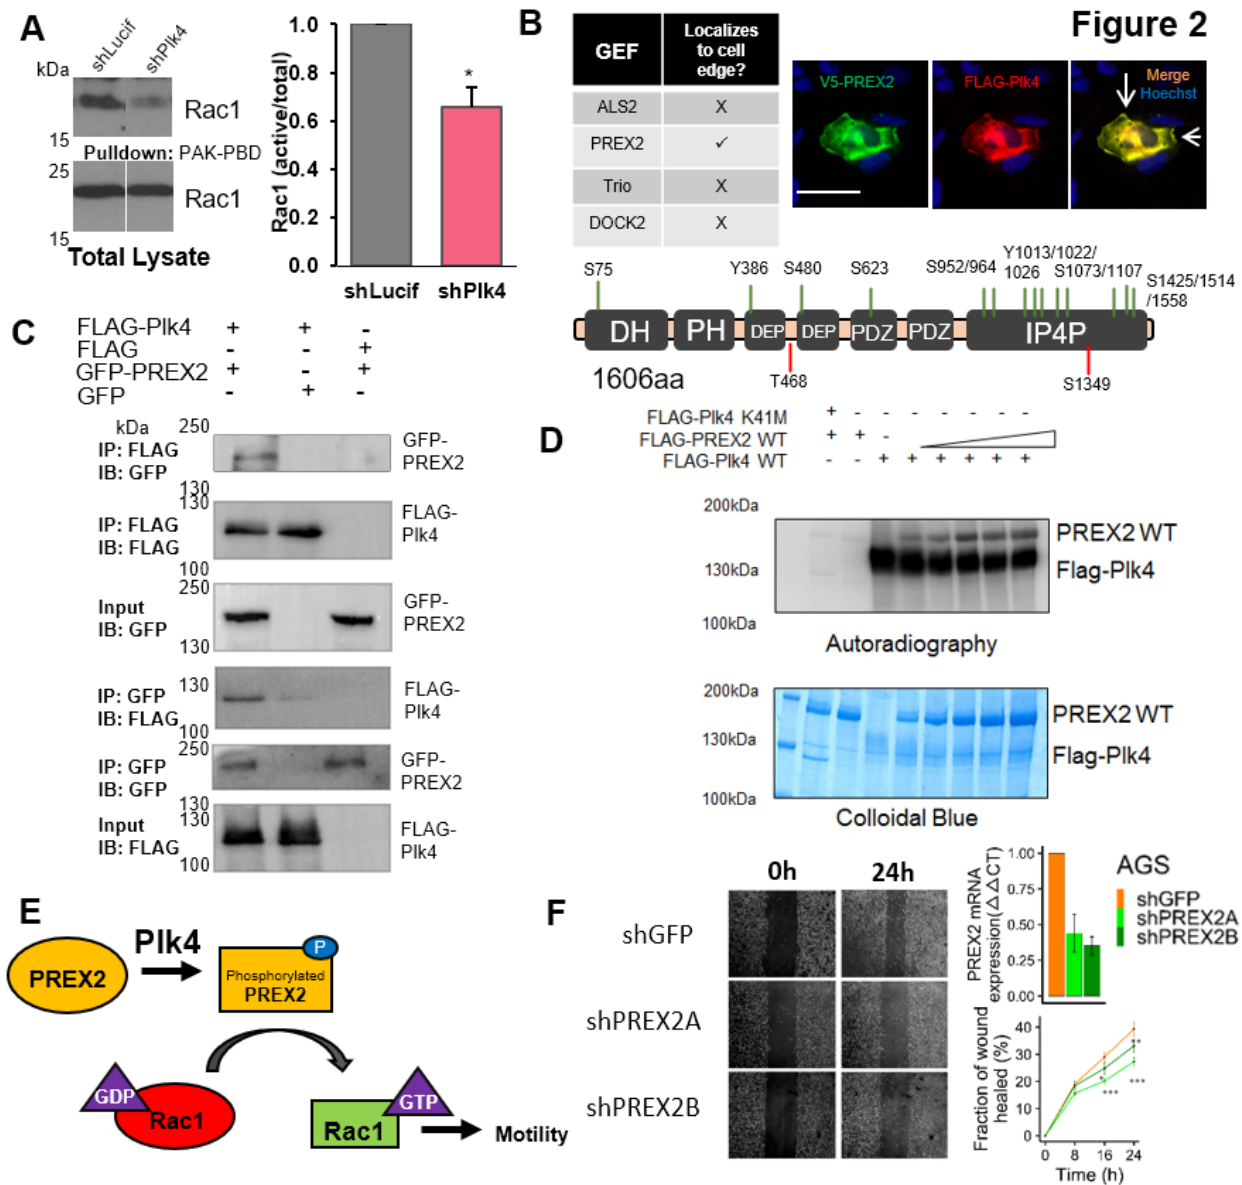 Figure 2
A
shLucif
shPlk4
kDa
Rac1
15
Pulldown: PAK-PBD
25
Rac1
15
Total Lysate
Rac1 (active/total)
1.0
0.8
0.6
0.4
0.2
0.0
*
shLucif
shPlk4
B
GEF
Localizes
to cell
edge?
ALS2 X
PREX2 ✓
Trio X
DOCK2 X
V5-PREX2
FLAG-Plk4
Merge
Hoechst
S75
Y386
S480
S623
S952/964
Y1013/1022/
1026
S1073/1107
S1425/1514
/1558
DH
PH
DEP
DEP
PDZ
PDZ
IP4P
1606aa
T468
S1349
C
FLAG-Plk4 + + -
FLAG - - +
GFP-PREX2 + - +
GFP - + -
kDa
250
IP: FLAG
IB: GFP
GFP-
PREX2
130
130
IP: FLAG
IB: FLAG
FLAG-
Plk4
100
250
Input
IB: GFP
GFP-
PREX2
130
130
IP: GFP
IB: FLAG
FLAG-
Plk4
100
250
IP: GFP
IB: GFP
GFP-
PREX2
130
130
Input
IB: FLAG
FLAG-
Plk4
100
D
FLAG-Plk4 K41M + - - - - - - -
FLAG-PREX2 WT + + -
FLAG-Plk4 WT - - + + + + + +
200kDa
PREX2 WT
130kDa
Flag-Plk4
100kDa
Autoradiography
200kDa
PREX2 WT
130kDa
Flag-Plk4
100kDa
Colloidal Blue
E
PREX2
Plk4
P
Phosphorylated
PREX2
GDP
Rac1
GTP
Rac1
Motility
F
0h
24h
shGFP
shPREX2A
shPREX2B
PREX2 mRNA
expression(△△CT)
1.00
0.75
0.50
0.25
0.00
AGS
shGFP
shPREX2A
shPREX2B
Fraction of wound
healed (%)
40
30
20
10
0
*
***
**
***
0 8 16 24
Time (h)